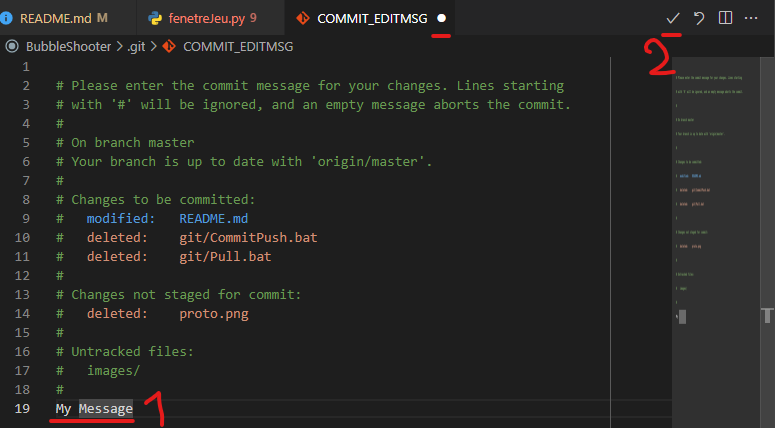 README.md M
fenetreJeu.py 9
COMMIT_EDITMSG
BubbleShooter > .git > COMMIT_EDITMSG
2
1
2 # Please enter the commit message for your changes. Lines starting
3 # with '#' will be ignored, and an empty message aborts the commit.
4 #
5 # On branch master
6 # Your branch is up to date with 'origin/master'.
7 #
8 # Changes to be committed:
9 # modified: README.md
10 # deleted: git/CommitPush.bat
11 # deleted: git/Pull.bat
12 #
13 # Changes not staged for commit:
14 # deleted: proto.png
15 #
16 # Untracked files:
17 # images/
18 #
19 My Message
1